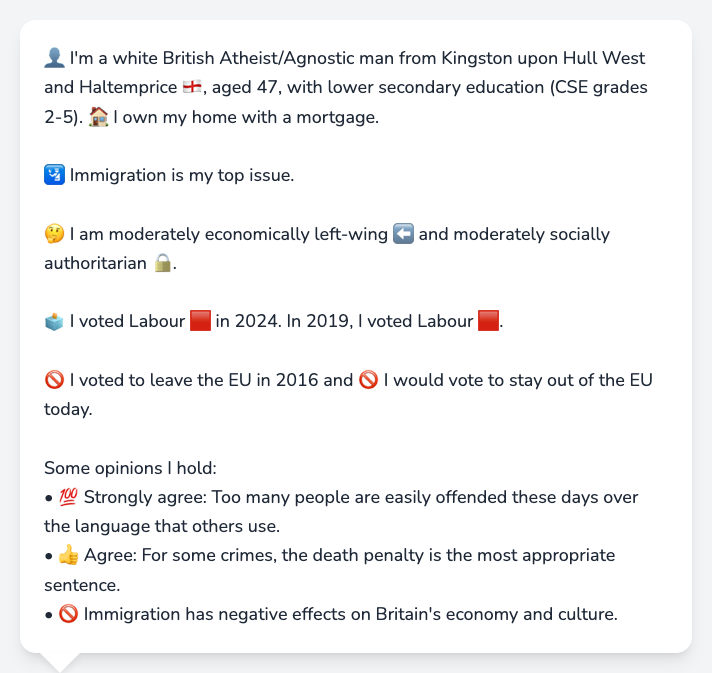 👤 I'm a white British Atheist/Agnostic man from Kingston upon Hull West
and Haltemprice 🏴󠁧󠁢󠁥󠁮󠁧󠁿, aged 47, with lower secondary education (CSE grades
2-5). 🏠 I own my home with a mortgage.
🛂 Immigration is my top issue.
🤔 I am moderately economically left-wing ⬅️ and moderately socially
authoritarian 🔒.
🗳️ I voted Labour 🟥 in 2024. In 2019, I voted Labour 🟥.
🚫 I voted to leave the EU in 2016 and 🚫 I would vote to stay out of the EU
today.
Some opinions I hold:
• 💯 Strongly agree: Too many people are easily offended these days over
the language that others use.
• 👍 Agree: For some crimes, the death penalty is the most appropriate
sentence.
• 🚫 Immigration has negative effects on Britain's economy and culture.